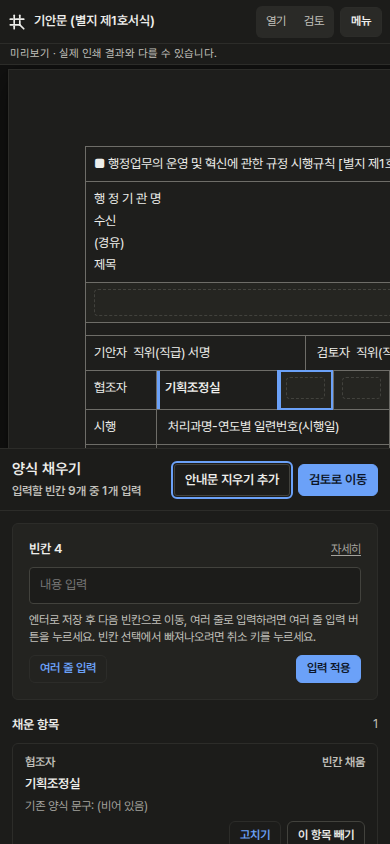 기안문 (별지 제1호서식)
열기 검토 메뉴
미리보기 · 실제 인쇄 결과와 다를 수 있습니다.
■ 행정업무의 운영 및 혁신에 관한 규정 시행규칙 [별지 제1호
행 정 기 관 명
수신
(경유)
제목
기안자 직위(직급) 서명 검토자 직위(직
협조자 기획조정실
시행 처리과명-연도별 일련번호(시행일)
양식 채우기
입력할 빈칸 9개 중 1개 입력
안내문 지우기 추가
검토로 이동
빈칸 4 자세히
내용 입력
엔터로 저장 후 다음 빈칸으로 이동, 여러 줄로 입력하려면 여러 줄 입력 버
튼을 누르세요. 빈칸 선택에서 빠져나오려면 취소 키를 누르세요.
여러 줄 입력 입력 적용
채운 항목 1
협조자 빈칸 채움
기획조정실
기존 양식 문구: (비어 있음)
고치기 이 항목 빼기